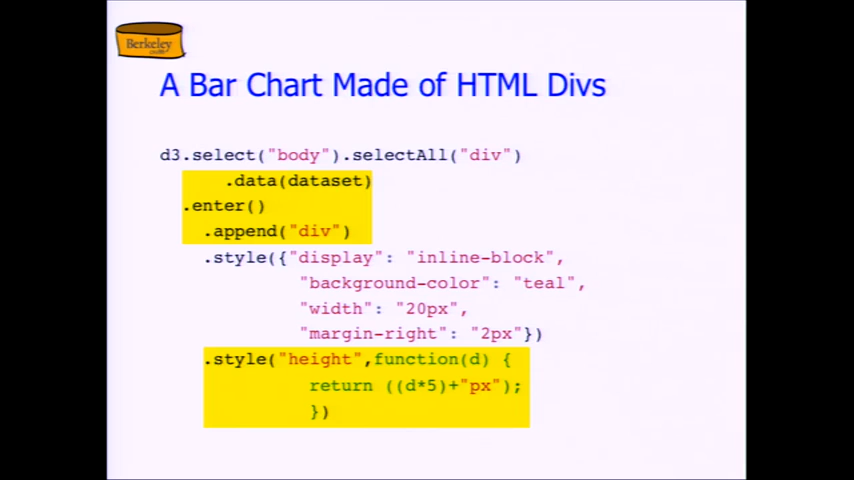 Berkeley
A Bar Chart Made of HTML Divs
d3.select("body").selectAll("div")
.data(dataset)
.enter()
.append("div")
.style({"display": "inline-block",
"background-color": "teal",
"width": "20px",
"margin-right": "2px"})
.style("height",function(d) {
return ((d*5)+"px");
})